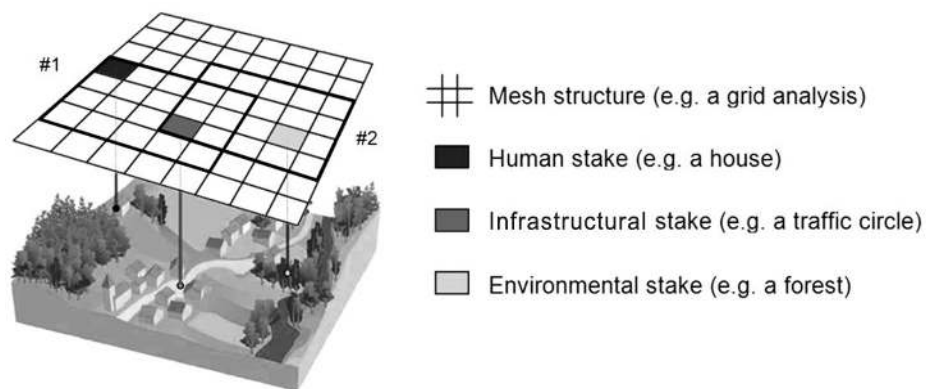 #1
#2
Mesh structure (e.g. a grid analysis)
Human stake (e.g. a house)
Infrastructural stake (e.g. a traffic circle)
Environmental stake (e.g. a forest)